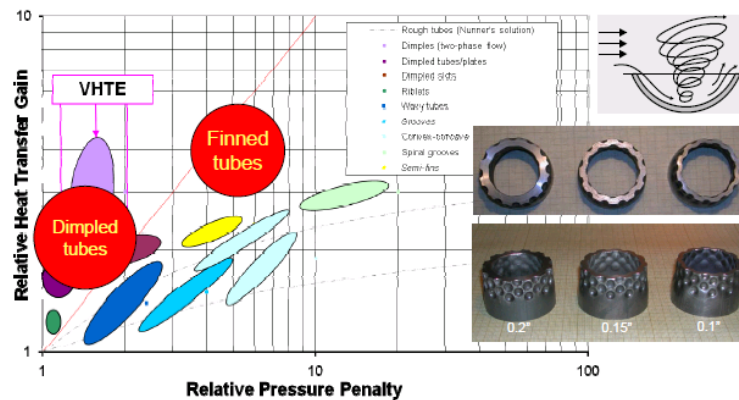 10
Rough tubes (Nunner's solution)
Dimples (two-phase flow)
Dimpled tubes/plates
Dimpled slots
Riblets
Wavy tubes
Grooves
Convex-concave
Spiral grooves
Semi-fins
VHTE
Finned
tubes
Dimpled
tubes
Relative Heat Transfer Gain
0.2"
0.15"
0.1"
1
1
10
100
Relative Pressure Penalty